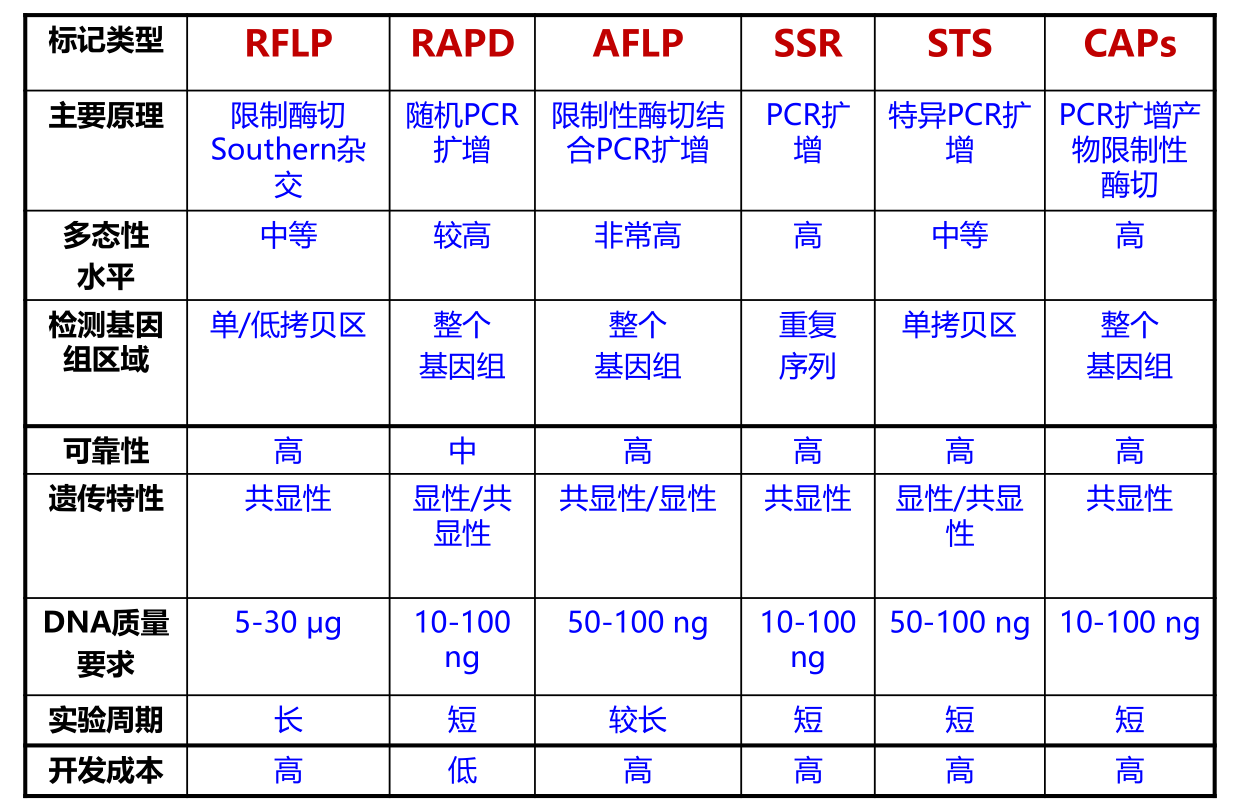 标记类型 RFLP RAPD AFLP SSR STS CAPs
主要原理 限制酶切 随机PCR 限制性酶切结 PCR扩 特异PCR扩 PCR扩增产
Southern杂 扩增 合PCR扩增 增 增 物限制性
交 酶切
多态性 中等 较高 非常高 高 中等 高
水平
检测基因 单/低拷贝区 整个 整个 重复 单拷贝区 整个
组区域 基因组 基因组 序列 基因组
可靠性 高 中 高 高 高 高
遗传特性 共显性 显性/共 共显性/显性 共显性 显性/共显 共显性
显性 性
DNA质量 5-30 μg 10-100 50-100 ng 10-100 50-100 ng 10-100 ng
要求 ng ng
实验周期 长 短 较长 短 短 短
开发成本 高 低 高 高 高 高